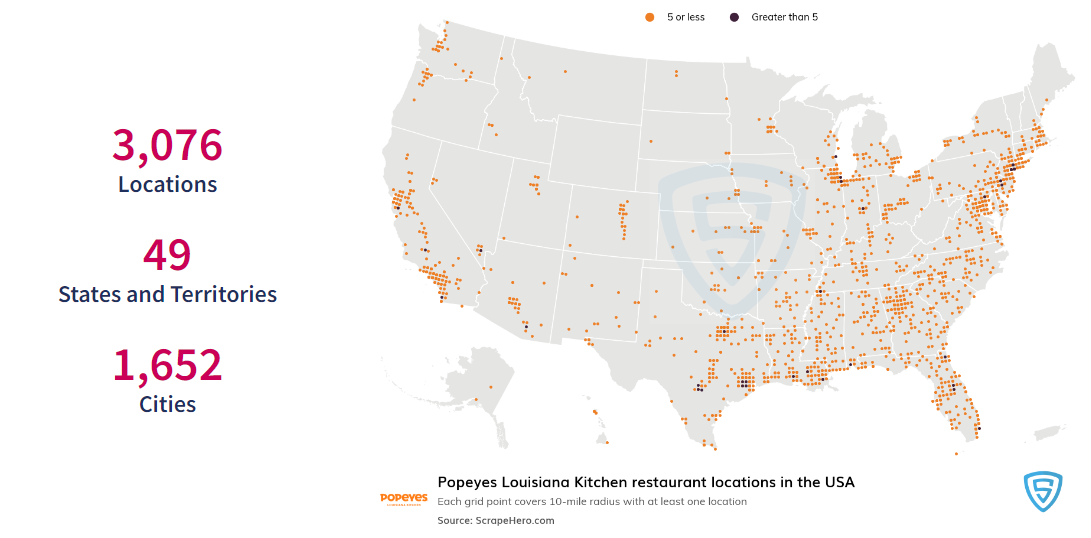 5 or less
Greater than 5
3,076
Locations
49
States and Territories
1,652
Cities
POPEYES
Popeyes Louisiana Kitchen restaurant locations in the USA
Each grid point covers 10-mile radius with at least one location
Source: ScrapeHero.com